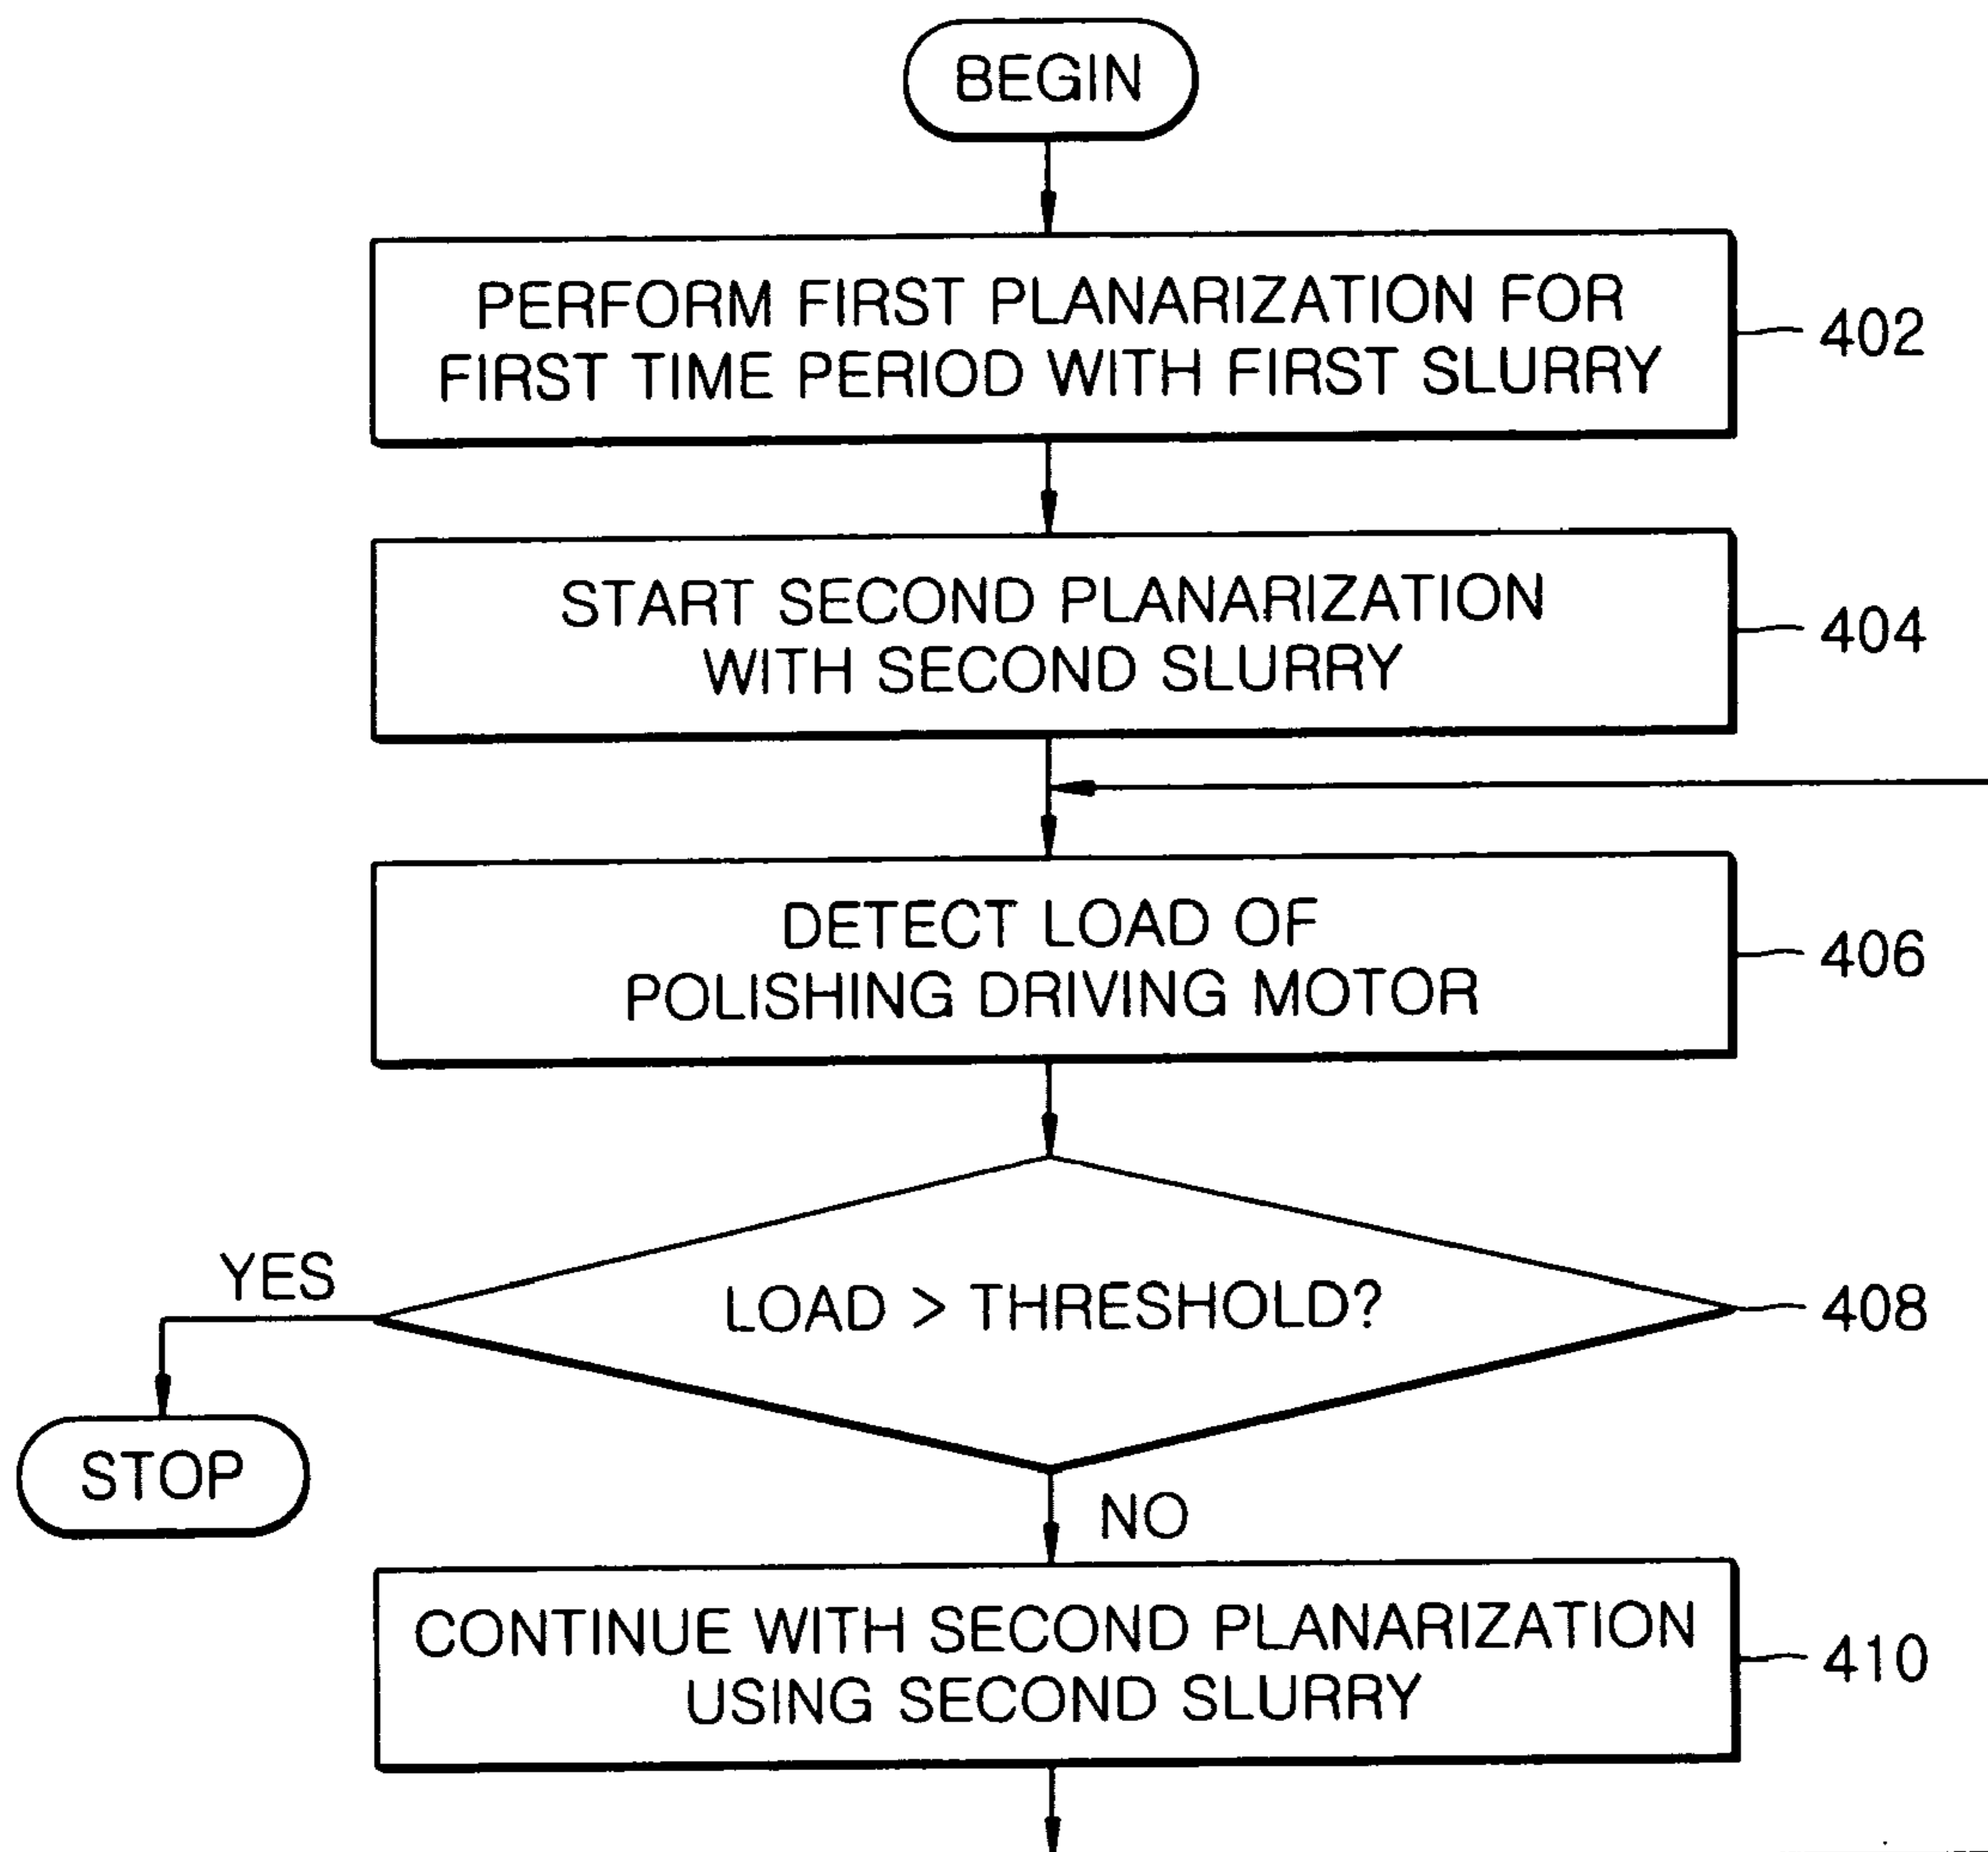 BEGIN
PERFORM FIRST PLANARIZATION FOR
FIRST TIME PERIOD WITH FIRST SLURRY
402
START SECOND PLANARIZATION
WITH SECOND SLURRY
404
DETECT LOAD OF
POLISHING DRIVING MOTOR
406
YES
LOAD > THRESHOLD?
408
STOP
NO
CONTINUE WITH SECOND PLANARIZATION
USING SECOND SLURRY
410